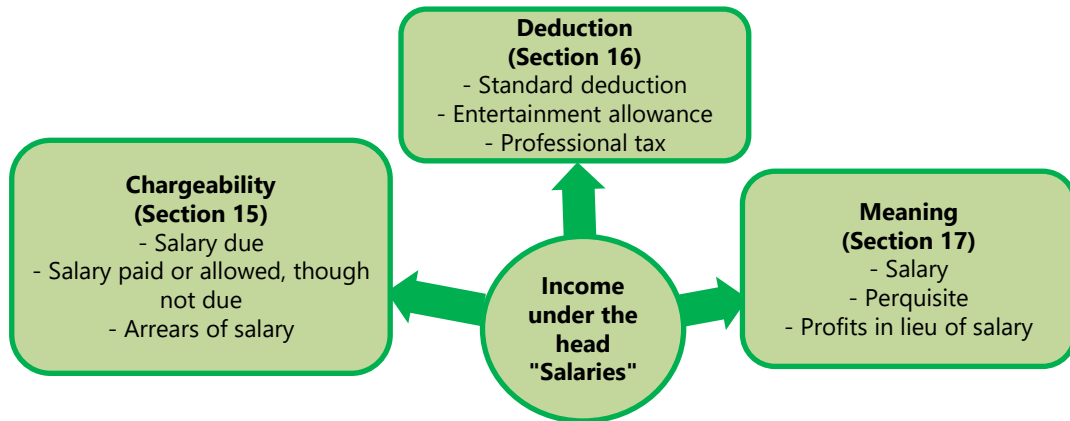 Deduction
(Section 16)
- Standard deduction
- Entertainment allowance
- Professional tax
Chargeability
(Section 15)
- Salary due
- Salary paid or allowed, though
not due
- Arrears of salary
Meaning
(Section 17)
- Salary
- Perquisite
- Profits in lieu of salary
Income
under the
head
"Salaries"